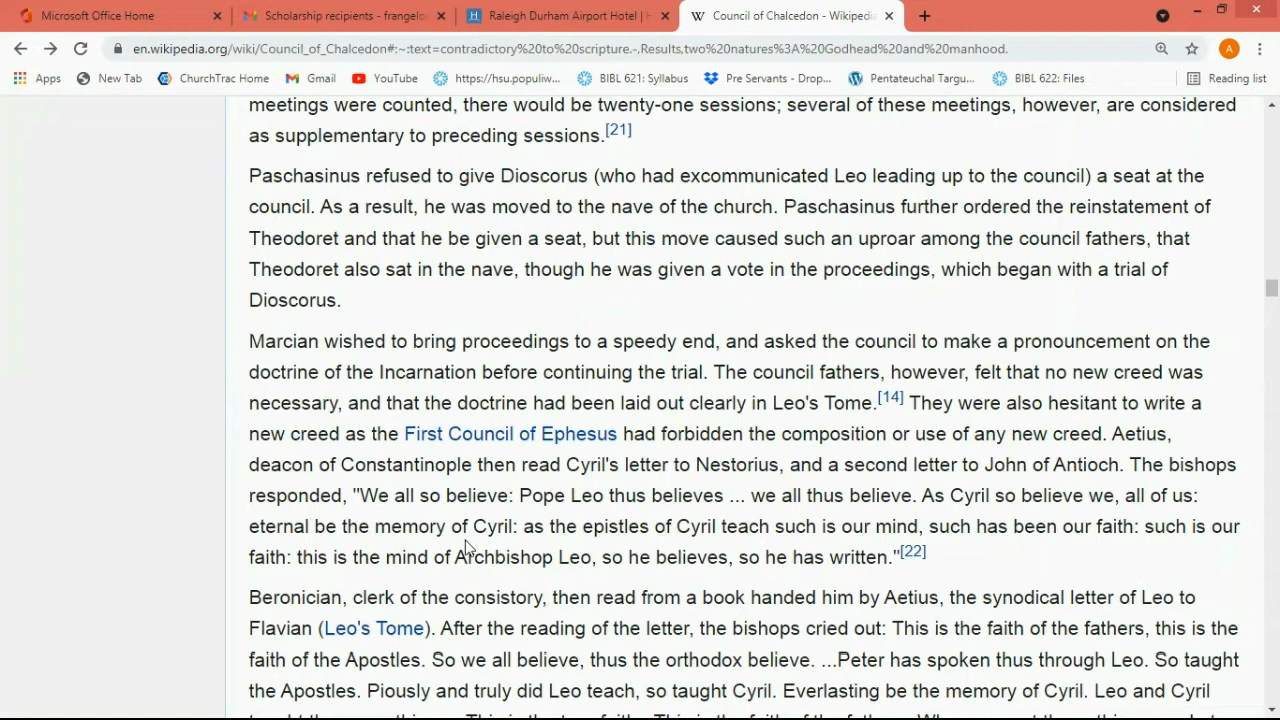 Microsoft Office Home
Scholarship recipients - frangelo
Raleigh Durham Airport Hotel | H
W Council of Chalcedon - Wikipedi
en.wikipedia.org/wiki/Council_of_Chalcedon#:~:text=contradictory%20to%20scripture.-,Results,two%20natures%3A%20Godhead%20and%20manhood.
A
Apps
New Tab
ChurchTrac Home
Gmail
YouTube
https://hsu.populiw...
BIBL 621: Syllabus
Pre Servants - Drop...
Pentateuchal Targu...
BIBL 622: Files
Reading list
meetings were counted, there would be twenty-one sessions; several of these meetings, however, are considered
as supplementary to preceding sessions.[21]
Paschasinus refused to give Dioscorus (who had excommunicated Leo leading up to the council) a seat at the
council. As a result, he was moved to the nave of the church. Paschasinus further ordered the reinstatement of
Theodoret and that he be given a seat, but this move caused such an uproar among the council fathers, that
Theodoret also sat in the nave, though he was given a vote in the proceedings, which began with a trial of
Dioscorus.
Marcian wished to bring proceedings to a speedy end, and asked the council to make a pronouncement on the
doctrine of the Incarnation before continuing the trial. The council fathers, however, felt that no new creed was
necessary, and that the doctrine had been laid out clearly in Leo's Tome.[14] They were also hesitant to write a
new creed as the First Council of Ephesus had forbidden the composition or use of any new creed. Aetius,
deacon of Constantinople then read Cyril's letter to Nestorius, and a second letter to John of Antioch. The bishops
responded, "We all so believe: Pope Leo thus believes ... we all thus believe. As Cyril so believe we, all of us:
eternal be the memory of Cyril: as the epistles of Cyril teach such is our mind, such has been our faith: such is our
faith: this is the mind of Archbishop Leo, so he believes, so he has written."[22]
Beronician, clerk of the consistory, then read from a book handed him by Aetius, the synodical letter of Leo to
Flavian (Leo's Tome). After the reading of the letter, the bishops cried out: This is the faith of the fathers, this is the
faith of the Apostles. So we all believe, thus the orthodox believe. ...Peter has spoken thus through Leo. So taught
the Apostles. Piously and truly did Leo teach, so taught Cyril. Everlasting be the memory of Cyril. Leo and Cyril